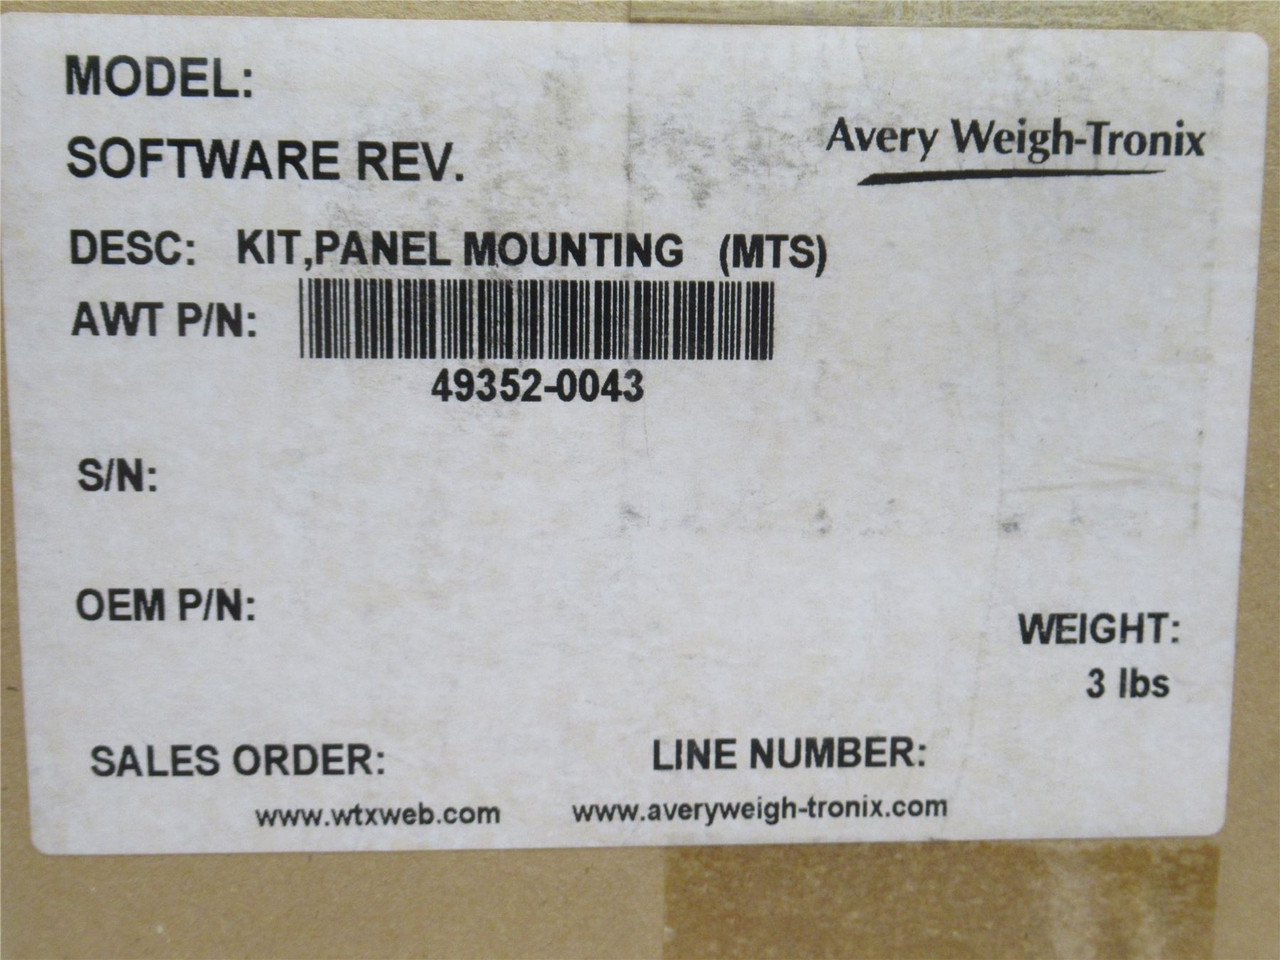 MODEL:
Avery Weigh-Tronix
SOFTWARE REV.
DESC: KIT,PANEL MOUNTING (MTS)
AWT P/N:
49352-0043
S/N:
OEM P/N:
WEIGHT:
3 lbs
SALES ORDER:
LINE NUMBER:
www.wtxweb.com www.averyweigh-tronix.com